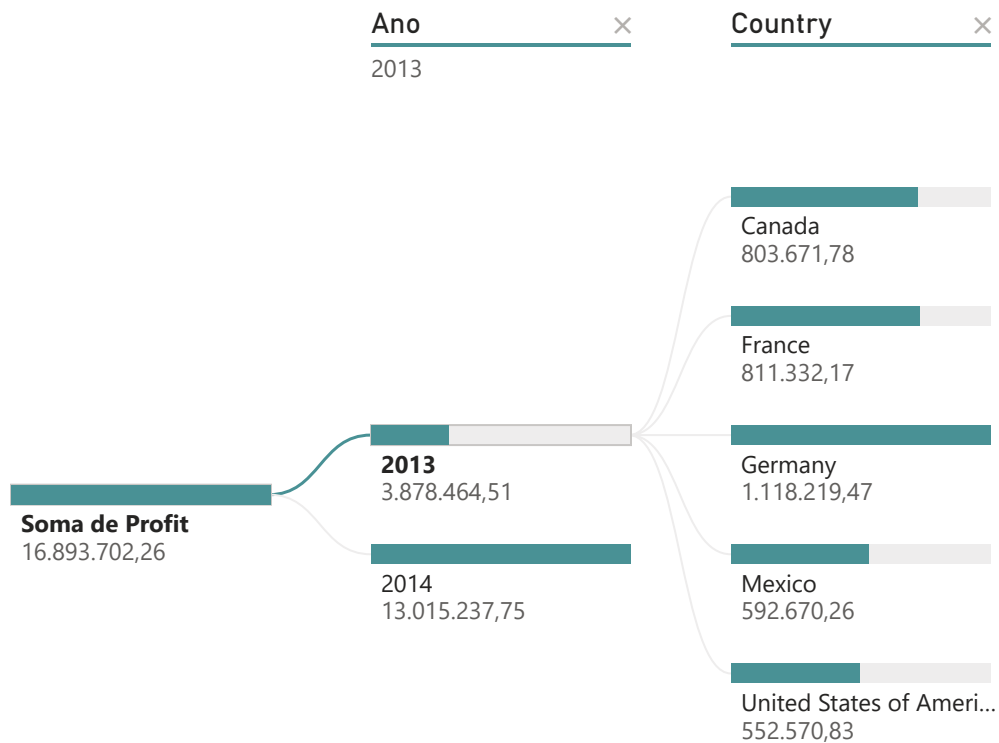 Ano
Country
2013
Canada
803.671,78
France
811.332,17
2013
3.878.464,51
Germany
1.118.219,47
Soma de Profit
16.893.702,26
2014
13.015.237,75
Mexico
592.670,26
United States of Ameri...
552.570,83